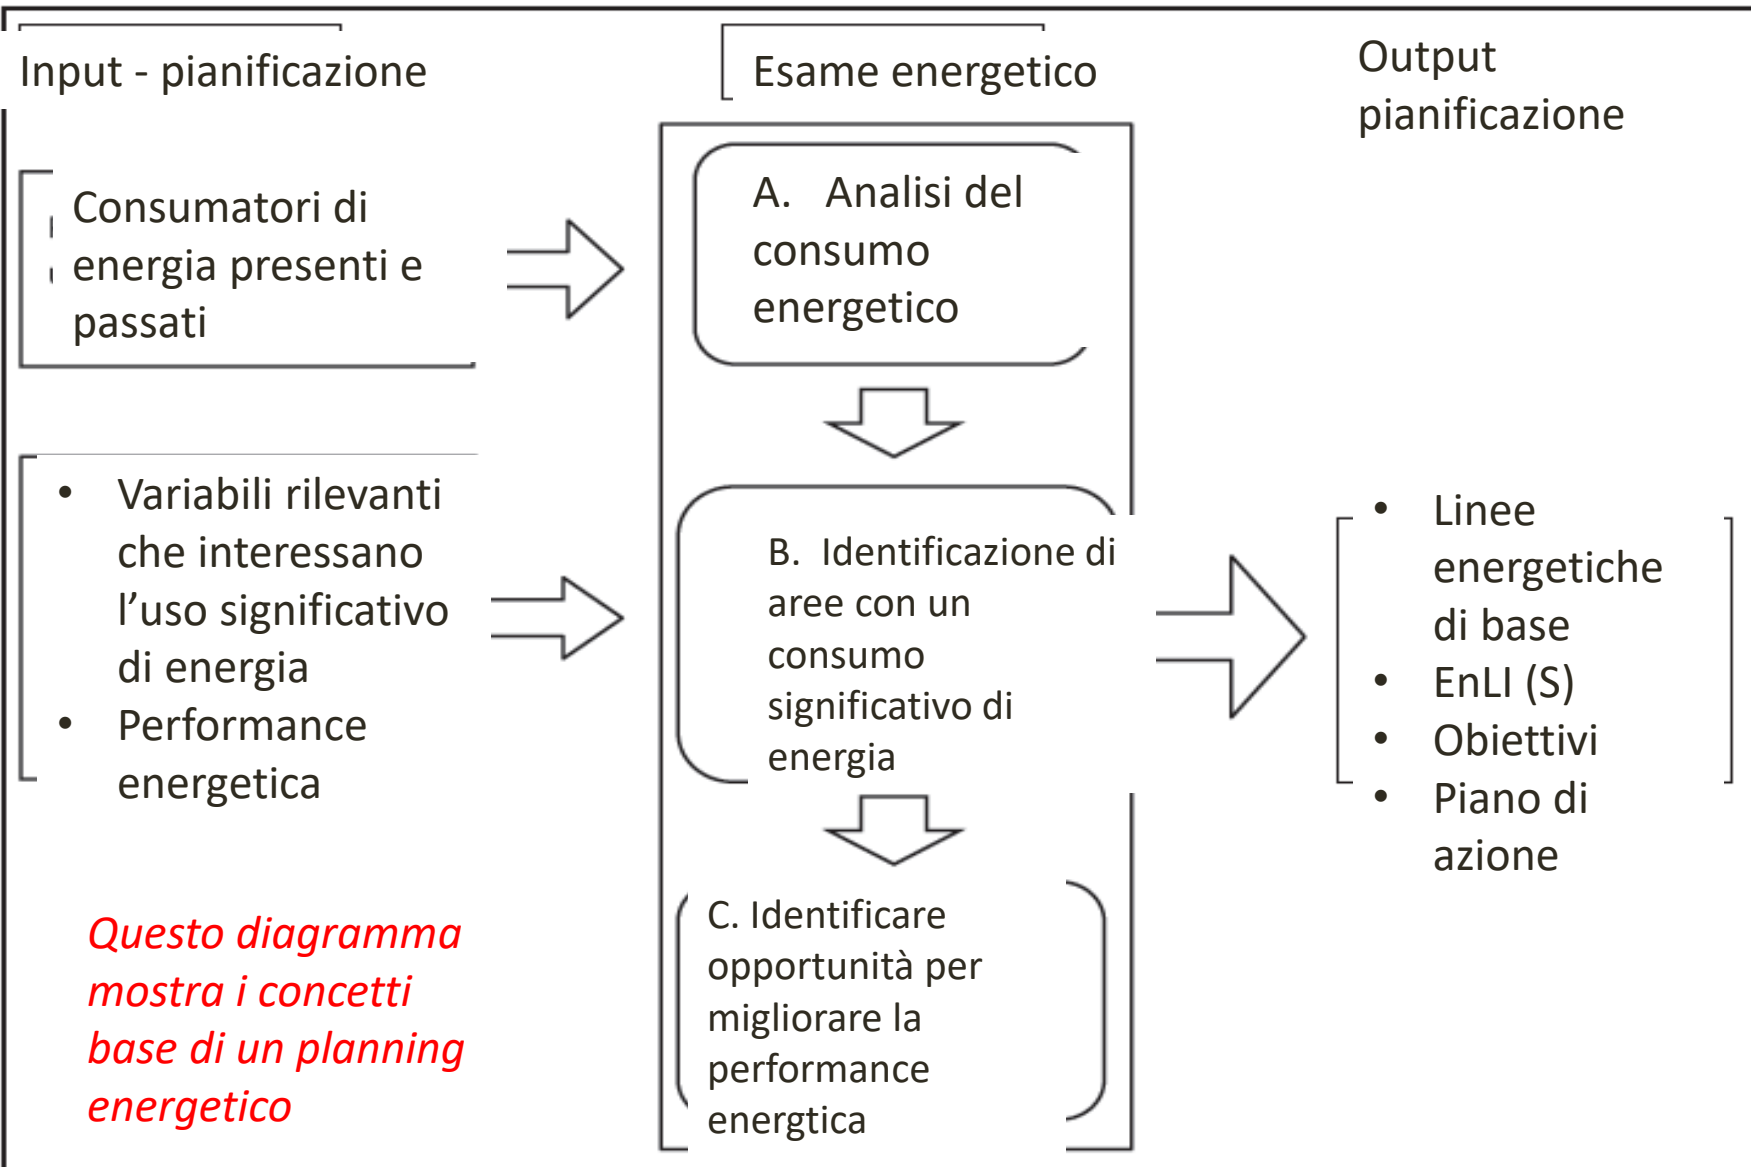 Input - pianificazione
Esame energetico
Output
pianificazione
Consumatori di
energia presenti e
passati
A. Analisi del
consumo
energetico
• Variabili rilevanti
che interessano
l’uso significativo
di energia
• Performance
energetica
B. Identificazione di
aree con un
consumo
significativo di
energia
• Linee
energetiche
di base
• EnLI (S)
• Obiettivi
• Piano di
azione
C. Identificare
opportunità per
migliorare la
performance
energtica
Questo diagramma
mostra i concetti
base di un planning
energetico